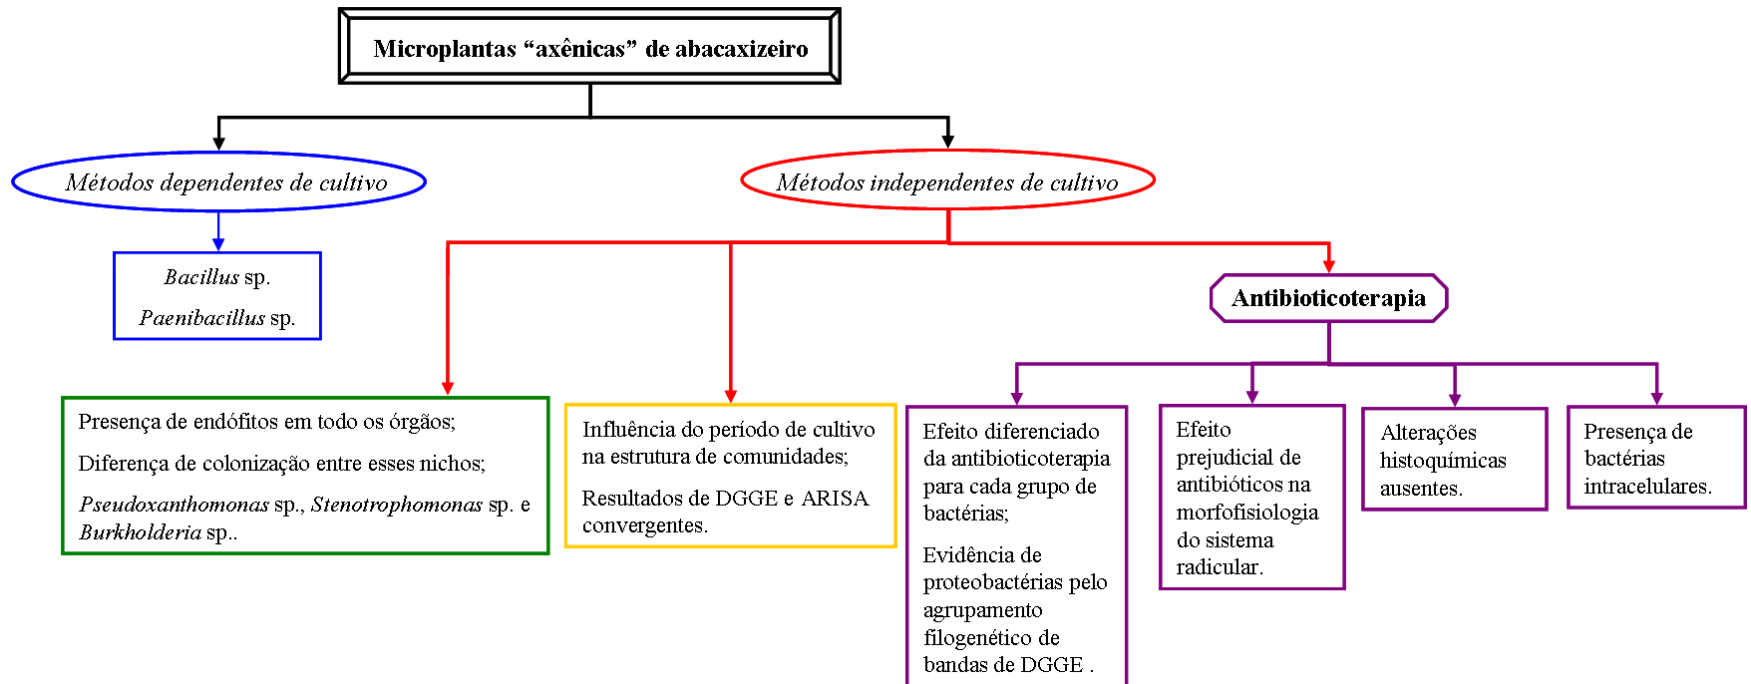 Microplantas “axênicas” de abacaxizeiro
Métodos dependentes de cultivo
Métodos independentes de cultivo
Bacillus sp.
Paenibacillus sp.
Antibioticoterapia
Presença de endófitos em todo os órgãos;
Diferença de colonização entre esses nichos;
Pseudoxanthomonas sp., Stenotrophomonas sp. e
Burkholderia sp..
Influência do período de cultivo
na estrutura de comunidades;
Resultados de DGGE e ARISA
convergentes.
Efeito diferenciado
da antibioticoterapia
para cada grupo de
bactérias;
Evidência de
proteobactérias pelo
agrupamento
filogenético de
bandas de DGGE .
Efeito
prejudicial de
antibióticos na
morfofisiologia
do sistema
radicular.
Alterações
histoquímicas
ausentes.
Presença de
bactérias
intracelulares.